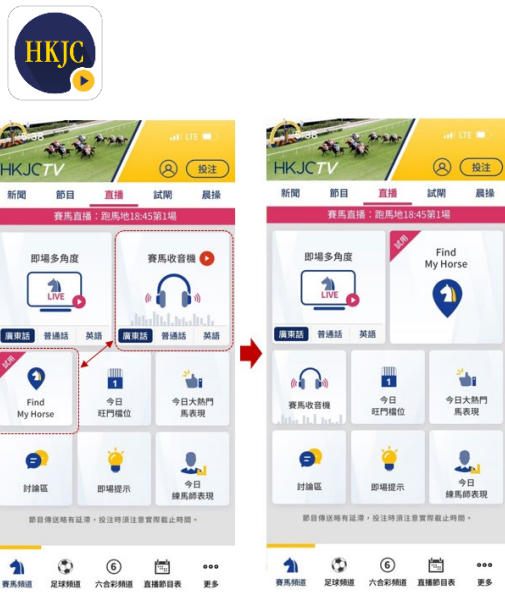 HKJC
6:38
LTE
HKJCTV
投注
新聞 節目 直播 試閘 晨操
賽馬直播：跑馬地18:45第1場
即場多角度
LIVE
廣東話 普通話 英語
賽馬收音機
廣東話 普通話 英語
試用
Find
My Horse
1
今日
旺門檔位
今日大熱門
馬表現
討論區
即場提示
今日
練馬師表現
節目傳送略有延滯，投注時須注意實際截止時間。
6
賽馬頻道 足球頻道 六合彩頻道 直播節目表 更多
6:38
LTE
HKJCTV
投注
新聞 節目 直播 試閘 晨操
賽馬直播：跑馬地18:45第1場
即場多角度
LIVE
廣東話 普通話 英語
試用
Find
My Horse
賽馬收音機
1
今日
旺門檔位
今日大熱門
馬表現
討論區
即場提示
今日
練馬師表現
節目傳送略有延滯，投注時須注意實際截止時間。
6
賽馬頻道 足球頻道 六合彩頻道 直播節目表 更多